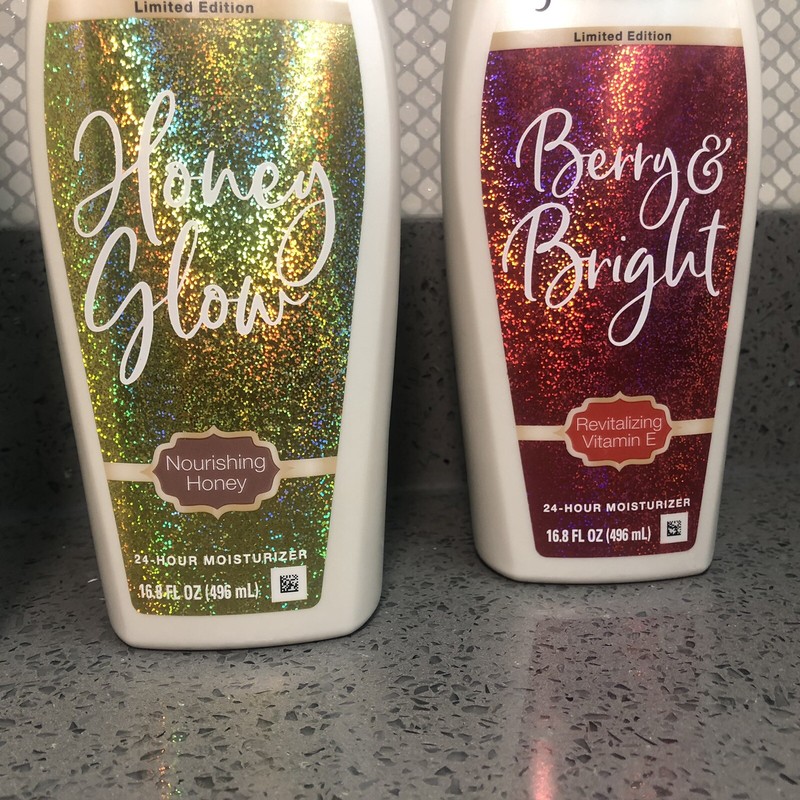 Limited Edition
Honey
Glow
Nourishing
Honey
24-HOUR MOISTURIZER
16.8 FL OZ (496 mL)
Limited Edition
Berry &
Bright
Revitalizing
Vitamin E
24-HOUR MOISTURIZER
16.8 FL OZ (496 mL)